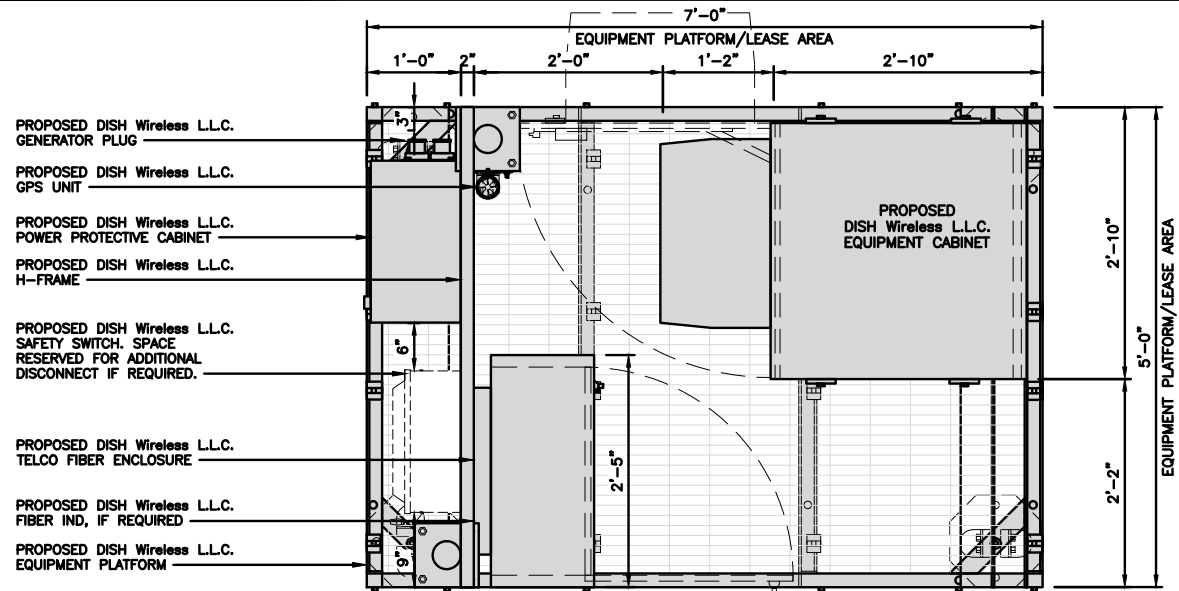 7'-0"
EQUIPMENT PLATFORM/LEASE AREA
1'-0"
2"
2'-0"
1'-2"
2'-10"
3"
PROPOSED DISH Wireless L.L.C.
GENERATOR PLUG
PROPOSED DISH Wireless L.L.C.
GPS UNIT
PROPOSED DISH Wireless L.L.C.
POWER PROTECTIVE CABINET
PROPOSED DISH Wireless L.L.C.
H-FRAME
PROPOSED DISH Wireless L.L.C.
SAFETY SWITCH. SPACE
RESERVED FOR ADDITIONAL
DISCONNECT IF REQUIRED.
PROPOSED DISH Wireless L.L.C.
TELCO FIBER ENCLOSURE
PROPOSED DISH Wireless L.L.C.
FIBER IND, IF REQUIRED
PROPOSED DISH Wireless L.L.C.
EQUIPMENT PLATFORM
6"
9"
2'-5"
PROPOSED
DISH Wireless L.L.C.
EQUIPMENT CABINET
2'-10"
2'-2"
5'-0"
EQUIPMENT PLATFORM/LEASE AREA